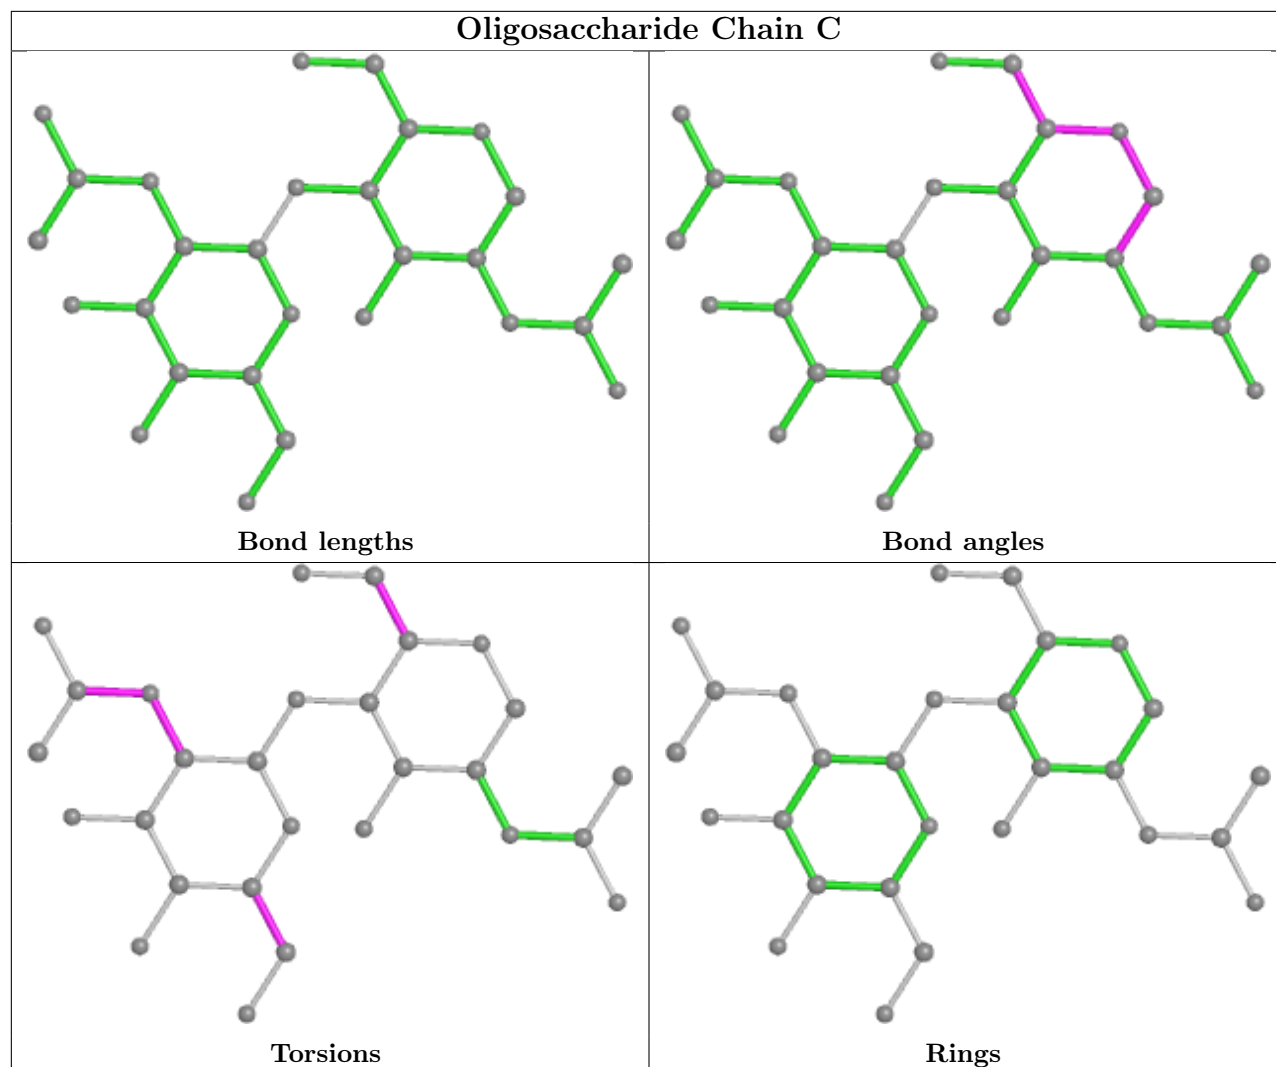 Oligosaccharide Chain C
Bond lengths
Bond angles
Torsions
Rings